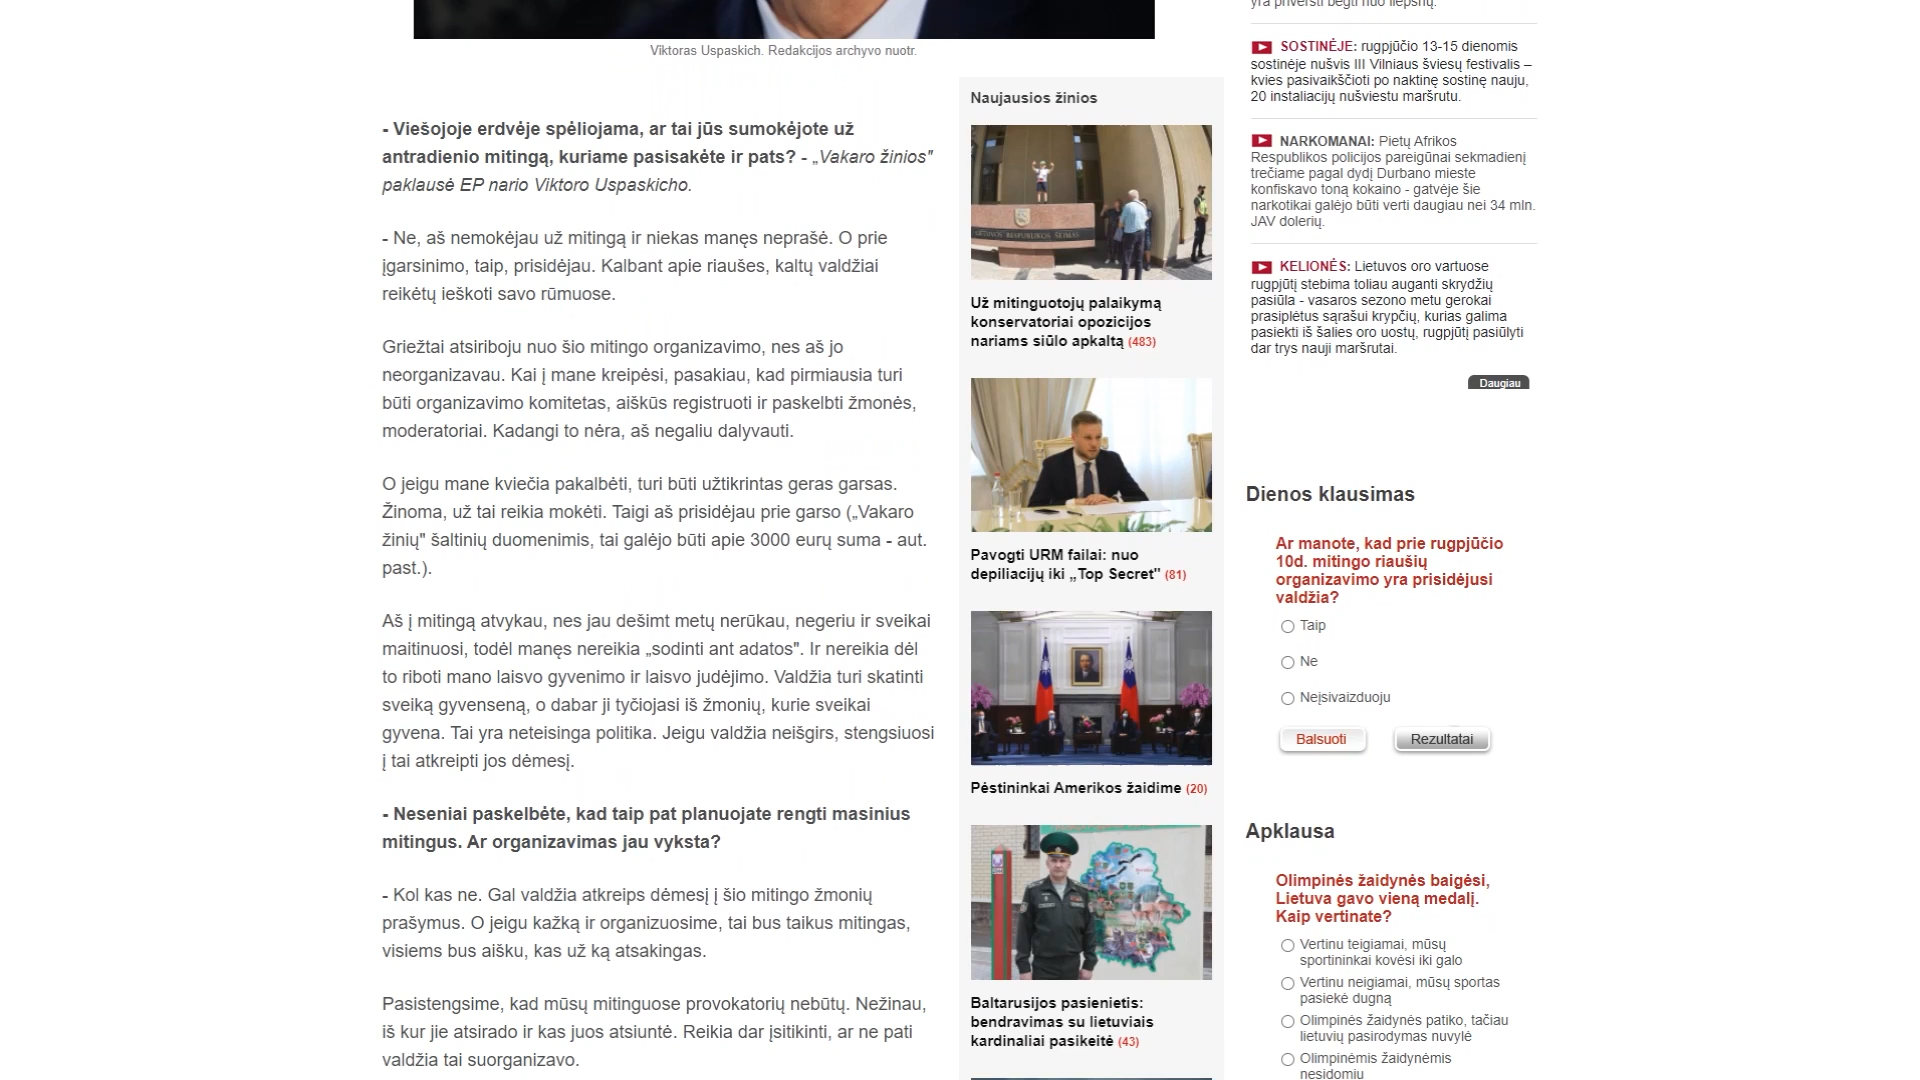 Viktoras Uspaskich. Redakcijos archyvo nuotr.
- Viešojoje erdvėje spėliojama, ar tai jūs sumokėjote už
antradienio mitingą, kuriame pasisakėte ir pats? - „Vakaro žinios"
paklausė EP nario Viktoro Uspaskicho.
- Ne, aš nemokėjau už mitingą ir niekas manęs neprašė. O prie
įgarsinimo, taip, prisidėjau. Kalbant apie riaušes, kaltų valdžiai
reikėtų ieškoti savo rūmuose.
Griežtai atsiriboju nuo šio mitingo organizavimo, nes aš jo
neorganizavau. Kai į mane kreipėsi, pasakiau, kad pirmiausia turi
būti organizavimo komitetas, aiškūs registruoti ir paskelbti žmonės,
moderatoriai. Kadangi to nėra, aš negaliu dalyvauti.
O jeigu mane kviečia pakalbėti, turi būti užtikrintas geras garsas.
Žinoma, už tai reikia mokėti. Taigi aš prisidėjau prie garso („Vakaro
žinių" šaltinių duomenimis, tai galėjo būti apie 3000 eurų suma - aut.
past.).
Aš į mitingą atvykau, nes jau dešimt metų nerūkau, negeriu ir sveikai
maitinuosi, todėl manęs nereikia „sodinti ant adatos". Ir nereikia dėl
to riboti mano laisvo gyvenimo ir laisvo judėjimo. Valdžia turi skatinti
sveiką gyvenseną, o dabar ji tyčiojasi iš žmonių, kurie sveikai
gyvena. Tai yra neteisinga politika. Jeigu valdžia neišgirs, stengsiuosi
į tai atkreipti jos dėmesį.
- Neseniai paskelbėte, kad taip pat planuojate rengti masinius
mitingus. Ar organizavimas jau vyksta?
- Kol kas ne. Gal valdžia atkreips dėmesį į šio mitingo žmonių
prašymus. O jeigu kažką ir organizuosime, tai bus taikus mitingas,
visiems bus aišku, kas už ką atsakingas.
Pasistengsime, kad mūsų mitinguose provokatorių nebūtų. Nežinau,
iš kur jie atsirado ir kas juos atsiuntė. Reikia dar įsitikinti, ar ne pati
valdžia tai suorganizavo.
Naujausios žinios
LIETUVOS RESPUBLIKOS SEIMAS
Už mitinguotojų palaikymą
konservatoriai opozicijos
nariams siūlo apkaltą (483)
Pavogti URM failai: nuo
depiliacijų iki „Top Secret" (81)
Pėstininkai Amerikos žaidime (20)
Baltarusijos pasienietis:
bendravimas su lietuviais
kardinaliai pasikeitė (43)
yra priversti bėgti nuo liepsnų.
SOSTINĖJE: rugpjūčio 13-15 dienomis
sostinėje nušvis III Vilniaus šviesų festivalis –
kvies pasivaikščioti po naktinę sostinę nauju,
20 instaliacijų nušviestu maršrutu.
NARKOMANAI: Pietų Afrikos
Respublikos policijos pareigūnai sekmadienį
trečiame pagal dydį Durbano mieste
konfiskavo toną kokaino - gatvėje šie
narkotikai galėjo būti verti daugiau nei 34 mln.
JAV dolerių.
KELIONĖS: Lietuvos oro vartuose
rugpjūtį stebima toliau auganti skrydžių
pasiūla - vasaros sezono metu gerokai
prasiplėtus sąrašui krypčių, kurias galima
pasiekti iš šalies oro uostų, rugpjūtį pasiūlyti
dar trys nauji maršrutai.
Daugiau
Dienos klausimas
Ar manote, kad prie rugpjūčio
10d. mitingo riaušių
organizavimo yra prisidėjusi
valdžia?
Taip
Ne
Neįsivaizduoju
Balsuoti Rezultatai
Apklausa
Olimpinės žaidynės baigėsi,
Lietuva gavo vieną medalį.
Kaip vertinate?
Vertinu teigiamai, mūsų
sportininkai kovėsi iki galo
Vertinu neigiamai, mūsų sportas
pasiekė dugną
Olimpinės žaidynės patiko, tačiau
lietuvių pasirodymas nuvylė
Olimpinėmis žaidynėmis
nesidomiu